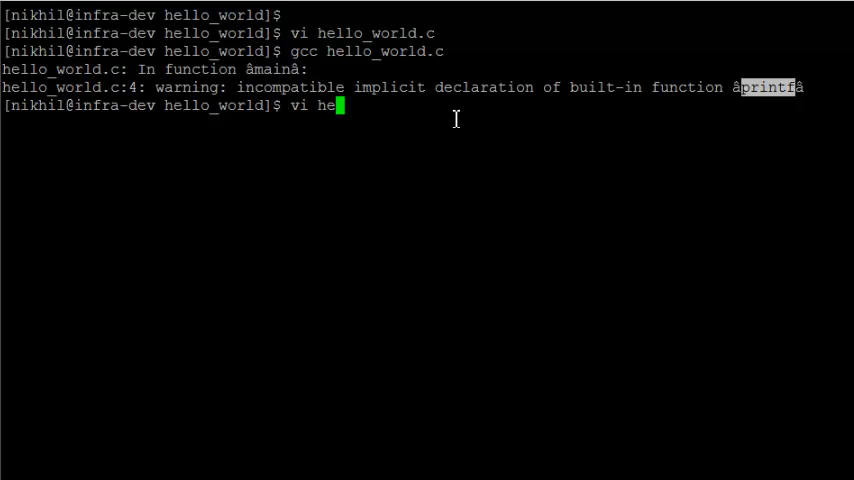 [nikhil@infra-dev hello_world]$
[nikhil@infra-dev hello_world]$ vi hello_world.c
[nikhil@infra-dev hello_world]$ gcc hello_world.c
hello_world.c: In function âmainâ:
hello_world.c:4: warning: incompatible implicit declaration of built-in function âprintfâ
[nikhil@infra-dev hello_world]$ vi he